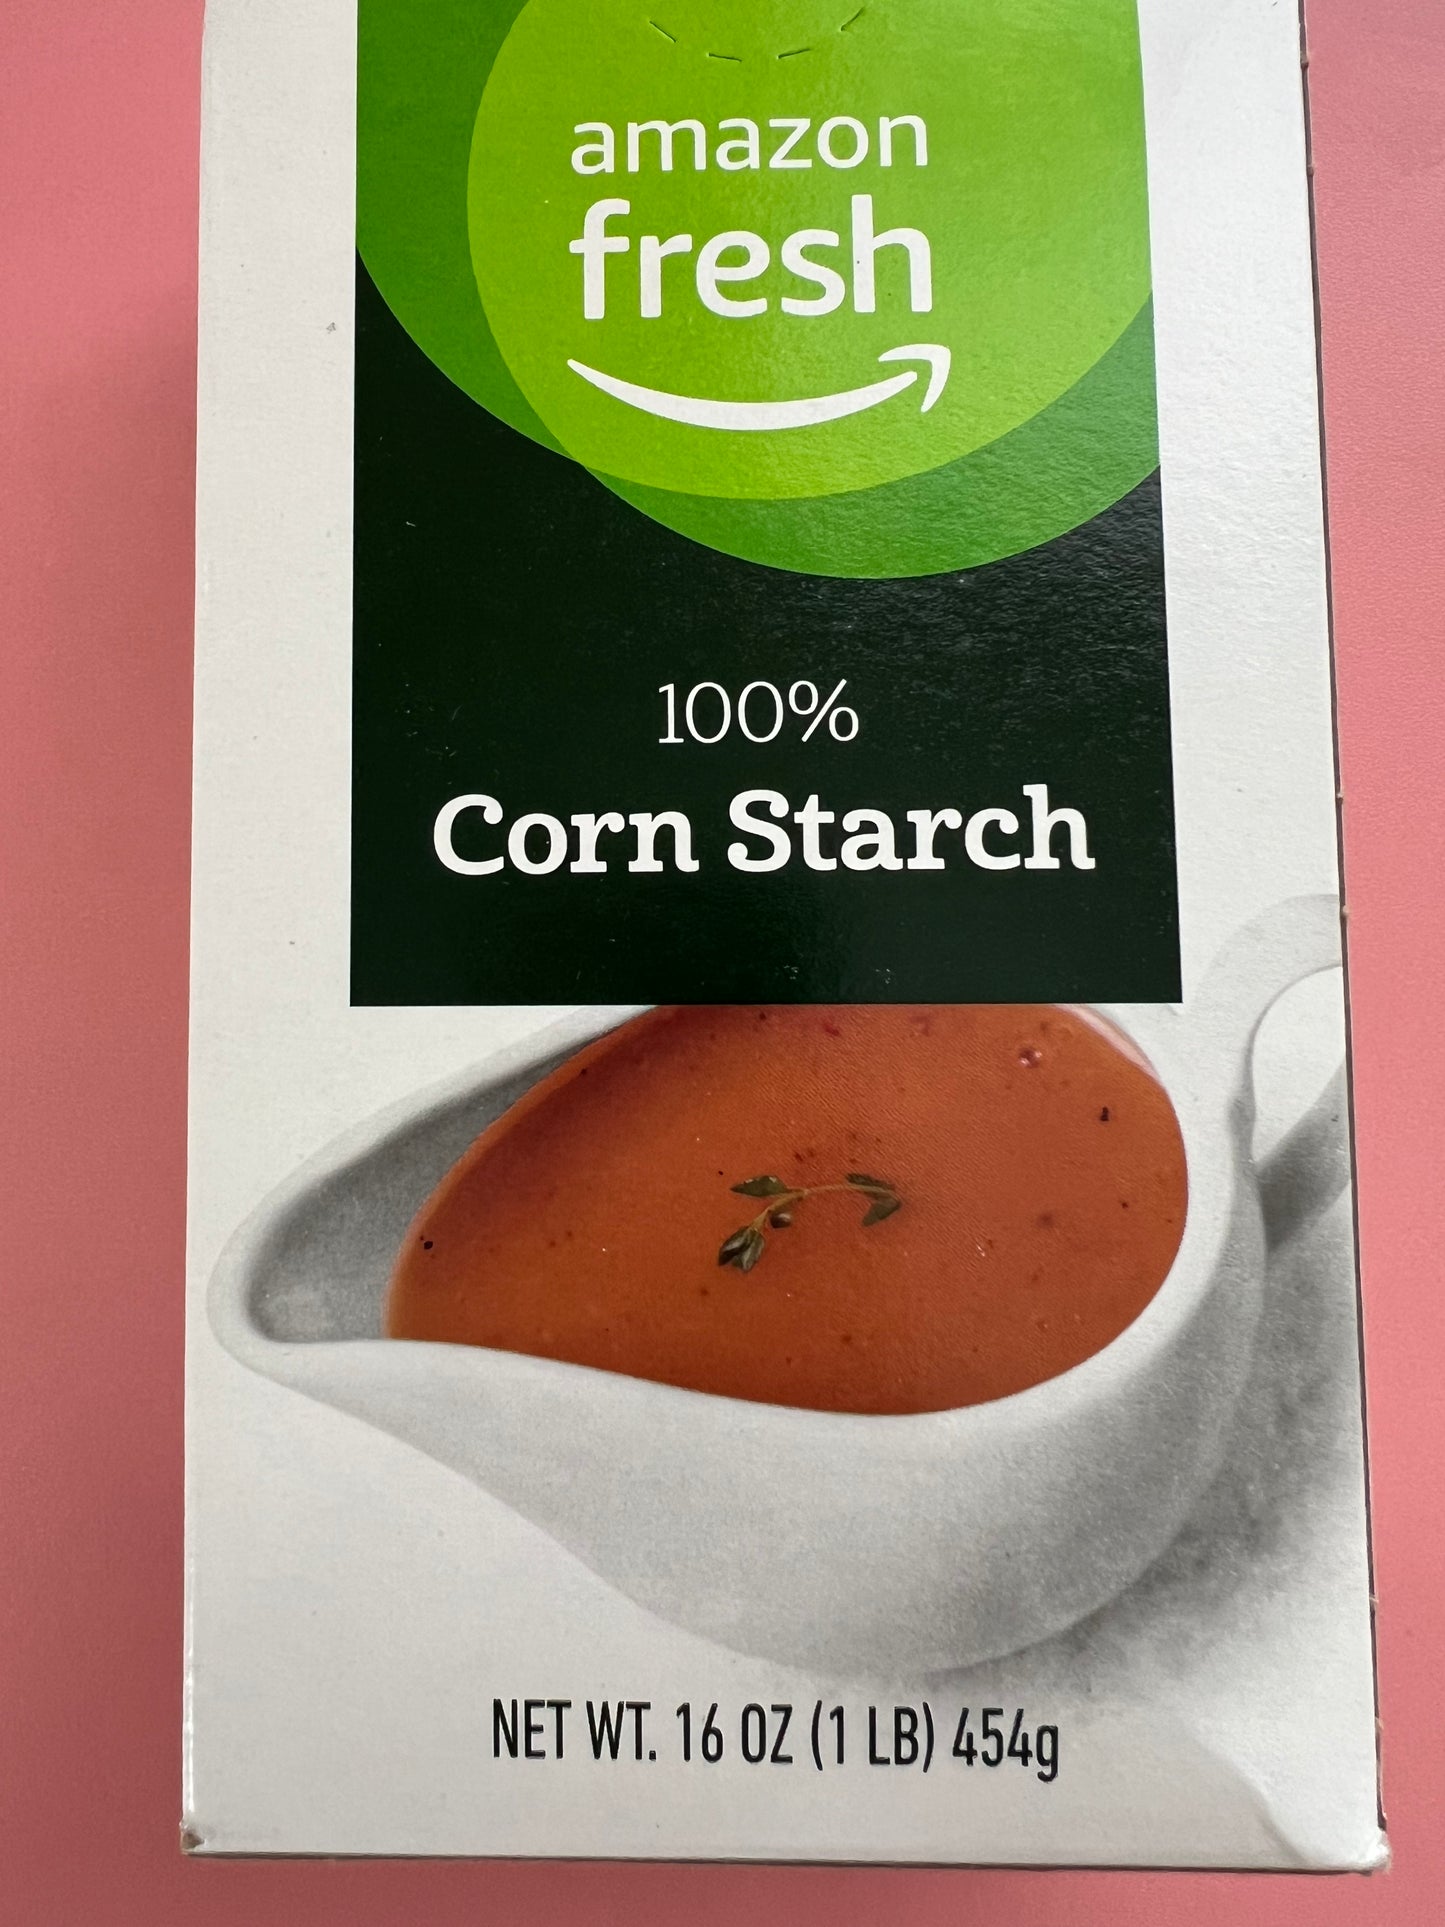 amazon
fresh
100%
Corn Starch
NET WT. 16 OZ (1 LB) 454g